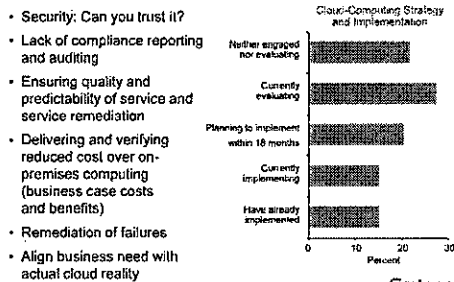 • Security: Can you trust it?
• Lack of compliance reporting
and auditing
• Ensuring quality and
predictability of service and
service remediation
• Delivering and verifying
reduced cost over on-
premises computing
(business case costs
and benefits)
• Remediation of failures
• Align business need with
actual cloud reality
Cloud-Computing Strategy
and Implementation
Neither engaged
nor evaluating
Currently
evaluating
Planning to implement
within 18 months
Currently
implementing
Have already
implemented
0 10 20 30
Percent